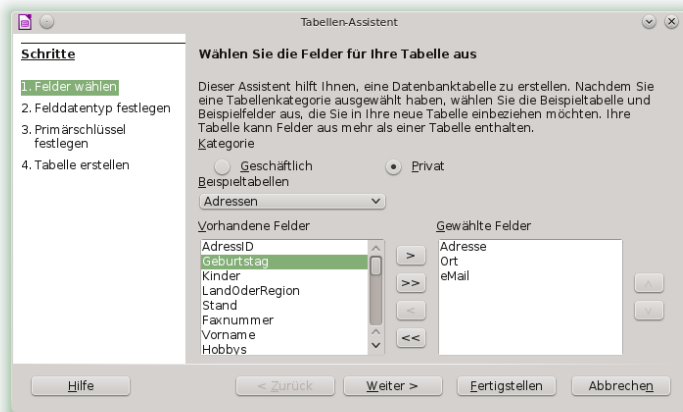 Tabellen-Assistent
Schritte
1. Felder wählen
2. Felddatentyp festlegen
3. Primärschlüssel
festlegen
4. Tabelle erstellen
Wählen Sie die Felder für Ihre Tabelle aus
Dieser Assistent hilft Ihnen, eine Datenbanktabelle zu erstellen. Nachdem Sie
eine Tabellenkategorie ausgewählt haben, wählen Sie die Beispieltabelle und
Beispielfelder aus, die Sie in Ihre neue Tabelle einbeziehen möchten. Ihre
Tabelle kann Felder aus mehr als einer Tabelle enthalten.
Kategorie
Geschäftlich
Privat
Beispieltabellen
Adressen
Vorhandene Felder
AdressID
Geburtstag
Kinder
LandOderRegion
Stand
Faxnummer
Vorname
Hobbys
>
>>
<
<<
Gewählte Felder
Adresse
Ort
eMail
Hilfe
< Zurück
Weiter >
Fertigstellen
Abbrechen